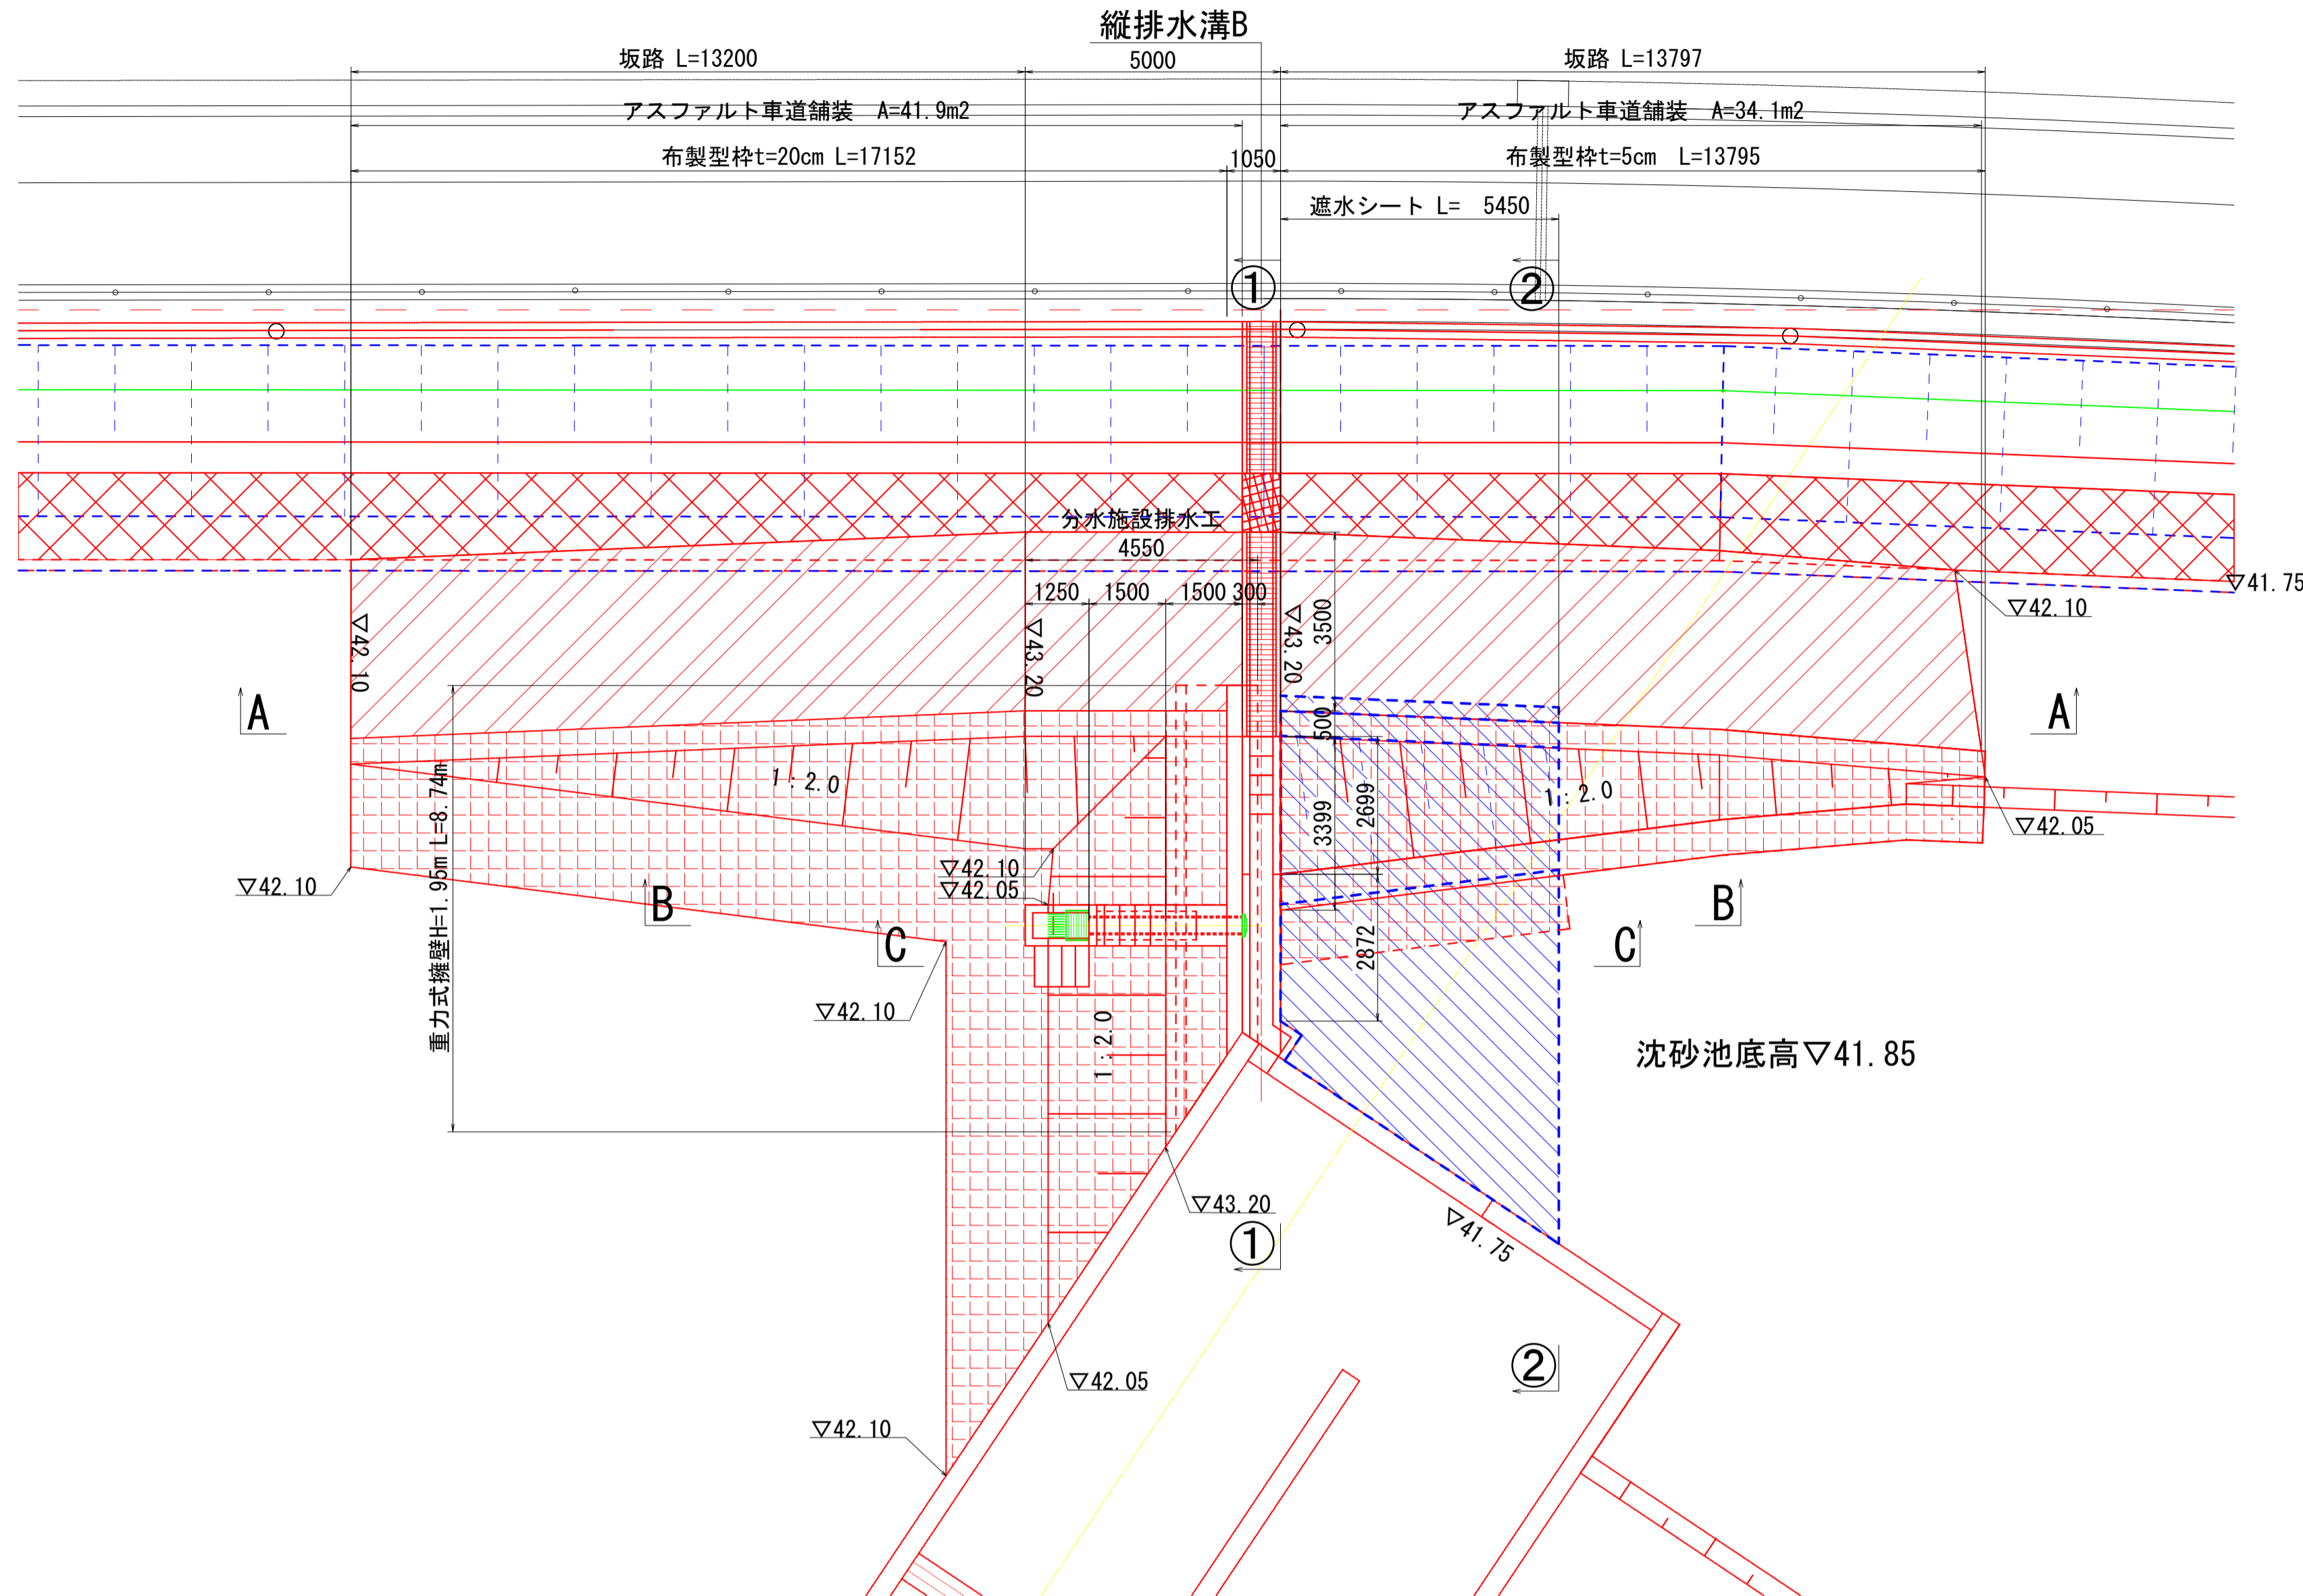 縦排水溝B
坂路 L=13200
5000
坂路 L=13797
アスファルト車道舗装 A=41.9m2
アスファルト車道舗装 A=34.1m2
布製型枠t=20cm L=17152
1050
布製型枠t=5cm L=13795
遮水シート L= 5450
①
②
分水施設排水工
4550
1250
1500
1500
300
▽42.10
▽43.20
▽43.20
3500
▽42.10
▽41.75
A
A
500
重力式擁壁H=1.95m L=8.74m
1:2.0
1:2.0
3399
2699
▽42.05
▽42.10
▽42.05
▽42.10
B
B
C
C
2872
▽42.10
1:2.0
沈砂池底高▽41.85
▽43.20
①
▽41.75
②
▽42.05
▽42.10